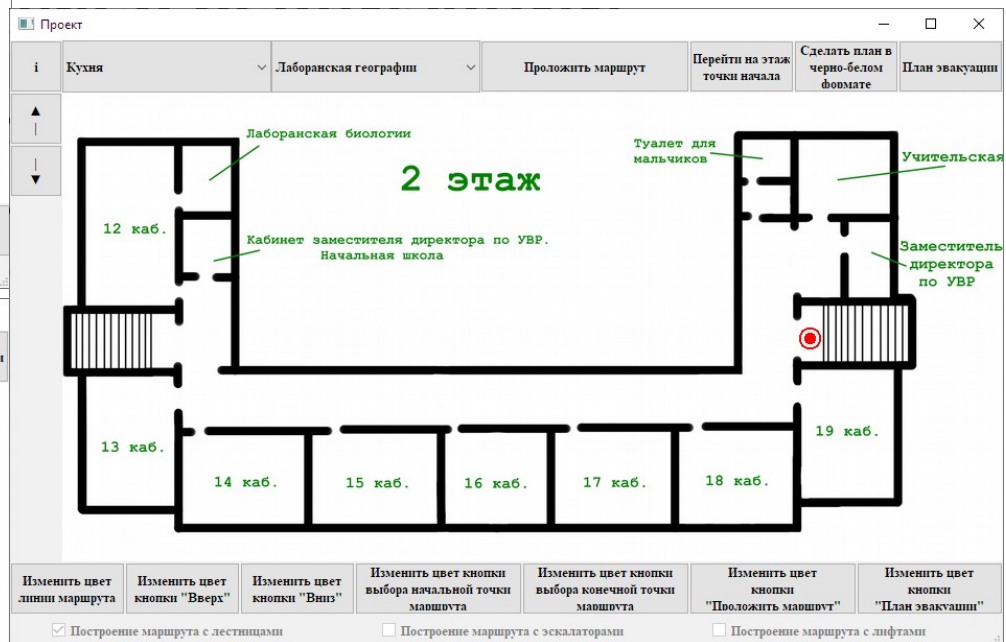 Проект
i
Кухня
Лаборанская географии
Проложить маршрут
Перейти на этаж
точки начала
Сделать план в
черно-белом
формате
План эвакуации
Лаборанская биологии
2 этаж
Туалет для
мальчиков
Учительская
12 каб.
Кабинет заместителя директора по УВР.
Начальная школа
Заместитель
директора
по УВР
13 каб.
14 каб.
15 каб.
16 каб.
17 каб.
18 каб.
19 каб.
Изменить цвет
линии маршрута
Изменить цвет
кнопки "Вверх"
Изменить цвет
кнопки "Вниз"
Изменить цвет кнопки
выбора начальной точки
маршрута
Изменить цвет кнопки
выбора конечной точки
маршрута
Изменить цвет
кнопки
"Проложить маршрут"
Изменить цвет
кнопки
"План эвакуации"
Построение маршрута с лестницами
Построение маршрута с эскалаторами
Построение маршрута с лифтами